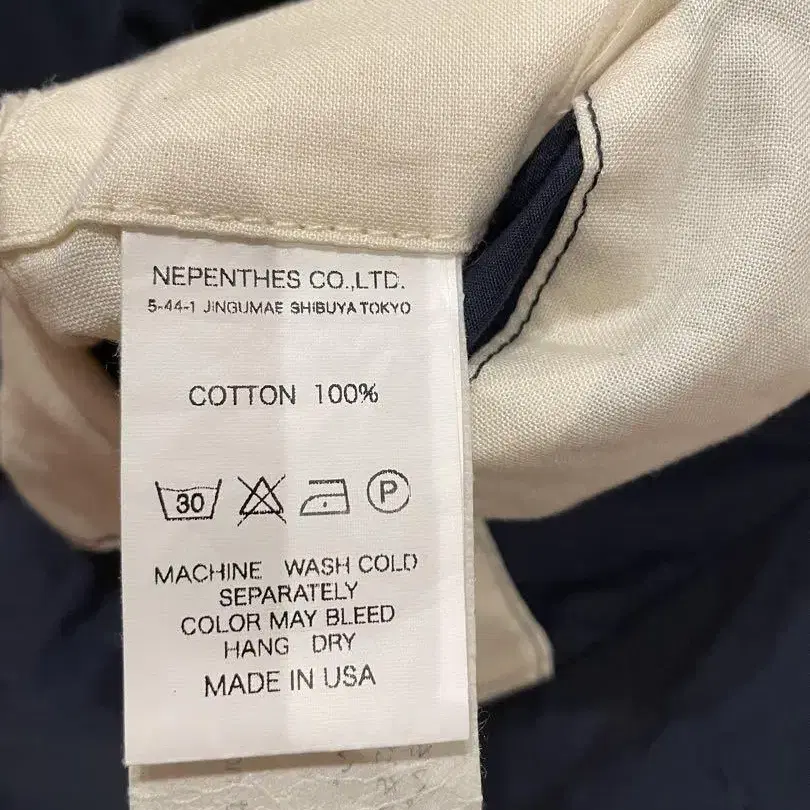 NEPENTHES CO.,LTD.
5-44-1 JINGUMAE SHIBUYA TOKYO
COTTON 100%
30
P
MACHINE WASH COLD
SEPARATELY
COLOR MAY BLEED
HANG DRY
MADE IN USA